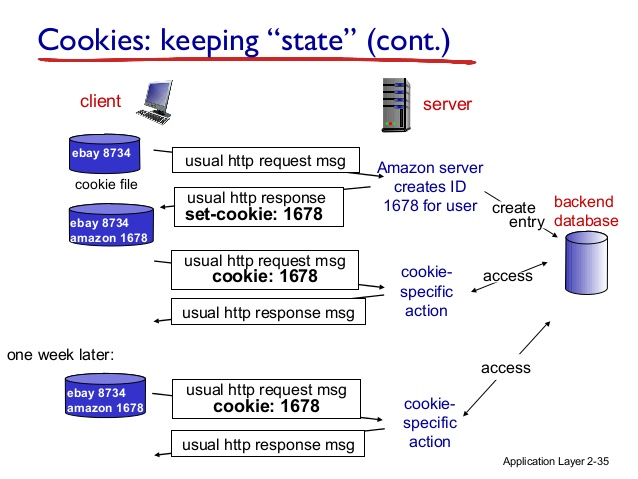 Cookies: keeping “state” (cont.)
client
server
ebay 8734
cookie file
usual http request msg
Amazon server
creates ID
1678 for user
usual http response
set-cookie: 1678
create
entry
backend
database
ebay 8734
amazon 1678
usual http request msg
cookie: 1678
cookie-
specific
action
access
usual http response msg
one week later:
access
ebay 8734
amazon 1678
usual http request msg
cookie: 1678
cookie-
specific
action
usual http response msg
Application Layer 2-35